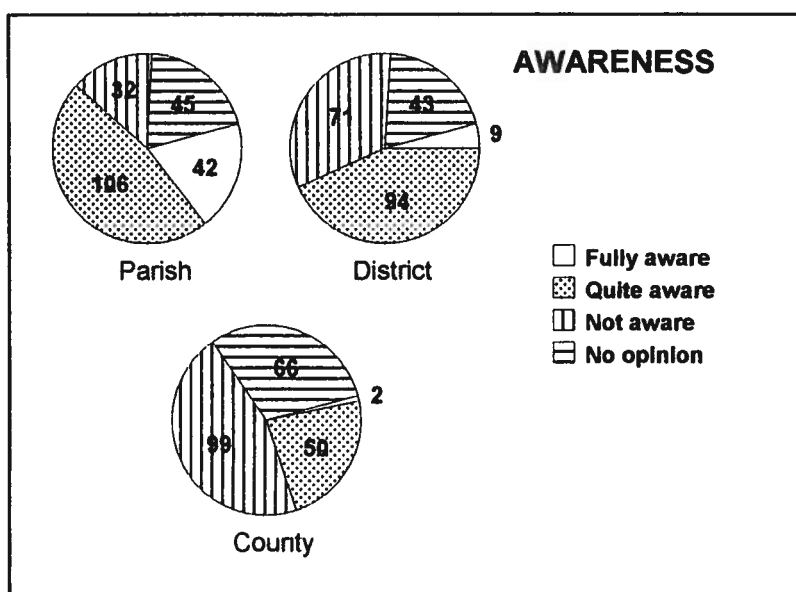 AWARENESS
32
45
42
106
Parish
71
43
9
94
District
Fully aware
Quite aware
Not aware
No opinion
66
2
99
50
County